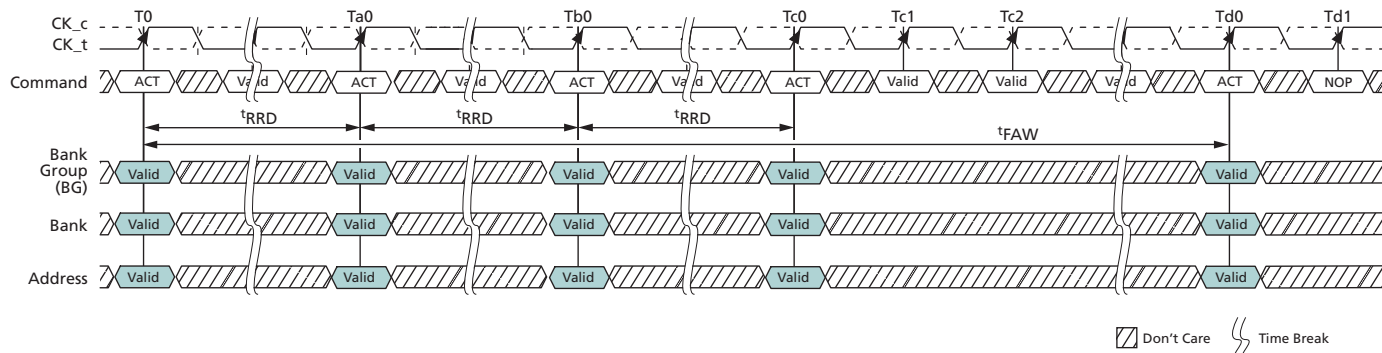 T0 Ta0 Tb0 Tc0 Tc1 Tc2 Td0 Td1
CK_c
CK_t
Command ACT Valid ACT Valid ACT Valid ACT Valid Valid Valid ACT NOP
tRRD tRRD tRRD
tFAW
Bank
Group
(BG)
Valid Valid Valid Valid Valid
Bank Valid Valid Valid Valid Valid
Address Valid Valid Valid Valid Valid
Don't Care Time Break